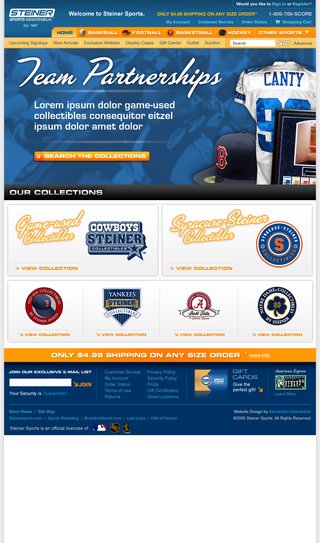 Would you like to Sign In or Register?
STEINER
SPORTS MEMORABILIA
Est. 1987
Welcome to Steiner Sports.
ONLY $4.99 SHIPPING ON ANY SIZE ORDER*
1-800-759-SCORE
My Account | Customer Service | Order Status | Shopping Cart
HOME BASEBALL FOOTBALL BASKETBALL HOCKEY OTHER SPORTS
Upcoming Signings New Arrivals Exclusive Athletes Display Cases Gift Center Outlet Auction Search GO Advanced
Team Partnerships
CANTY
Lorem ipsum dolor game-used
collectibles consequitor eitzel
ipsum dolor amet dolor
SEARCH THE COLLECTIONS
OUR COLLECTIONS
Game-used
Collectibles
COWBOYS
STEINER
COLLECTIBLES
VIEW COLLECTION
Syracuse-Steiner
Collectibles
S
VIEW COLLECTION
YANKEES
STEINER
COLLECTIBLES
VIEW COLLECTION
VIEW COLLECTION
VIEW COLLECTION
VIEW COLLECTION
ONLY $4.99 SHIPPING ON ANY SIZE ORDER* more info
JOIN OUR EXCLUSIVE E-MAIL LIST
JOIN
Your Security is Guaranteed
Customer Service
My Account
Order Status
Terms of Use
Returns
Privacy Policy
Security Policy
FAQs
Gift Certificates
Store Locations
GIFT
CARDS
Give the
perfect gift!
American Express
Learn More
Store Home | Site Map
Steinersports.com | Sports Marketing | BrandonSteiner.com | Last Licks | Hall of Heroes
Website Design by Alexander Interactive
©2005 Steiner Sports. All Rights Reserved
Steiner Sports is an official licencee of: